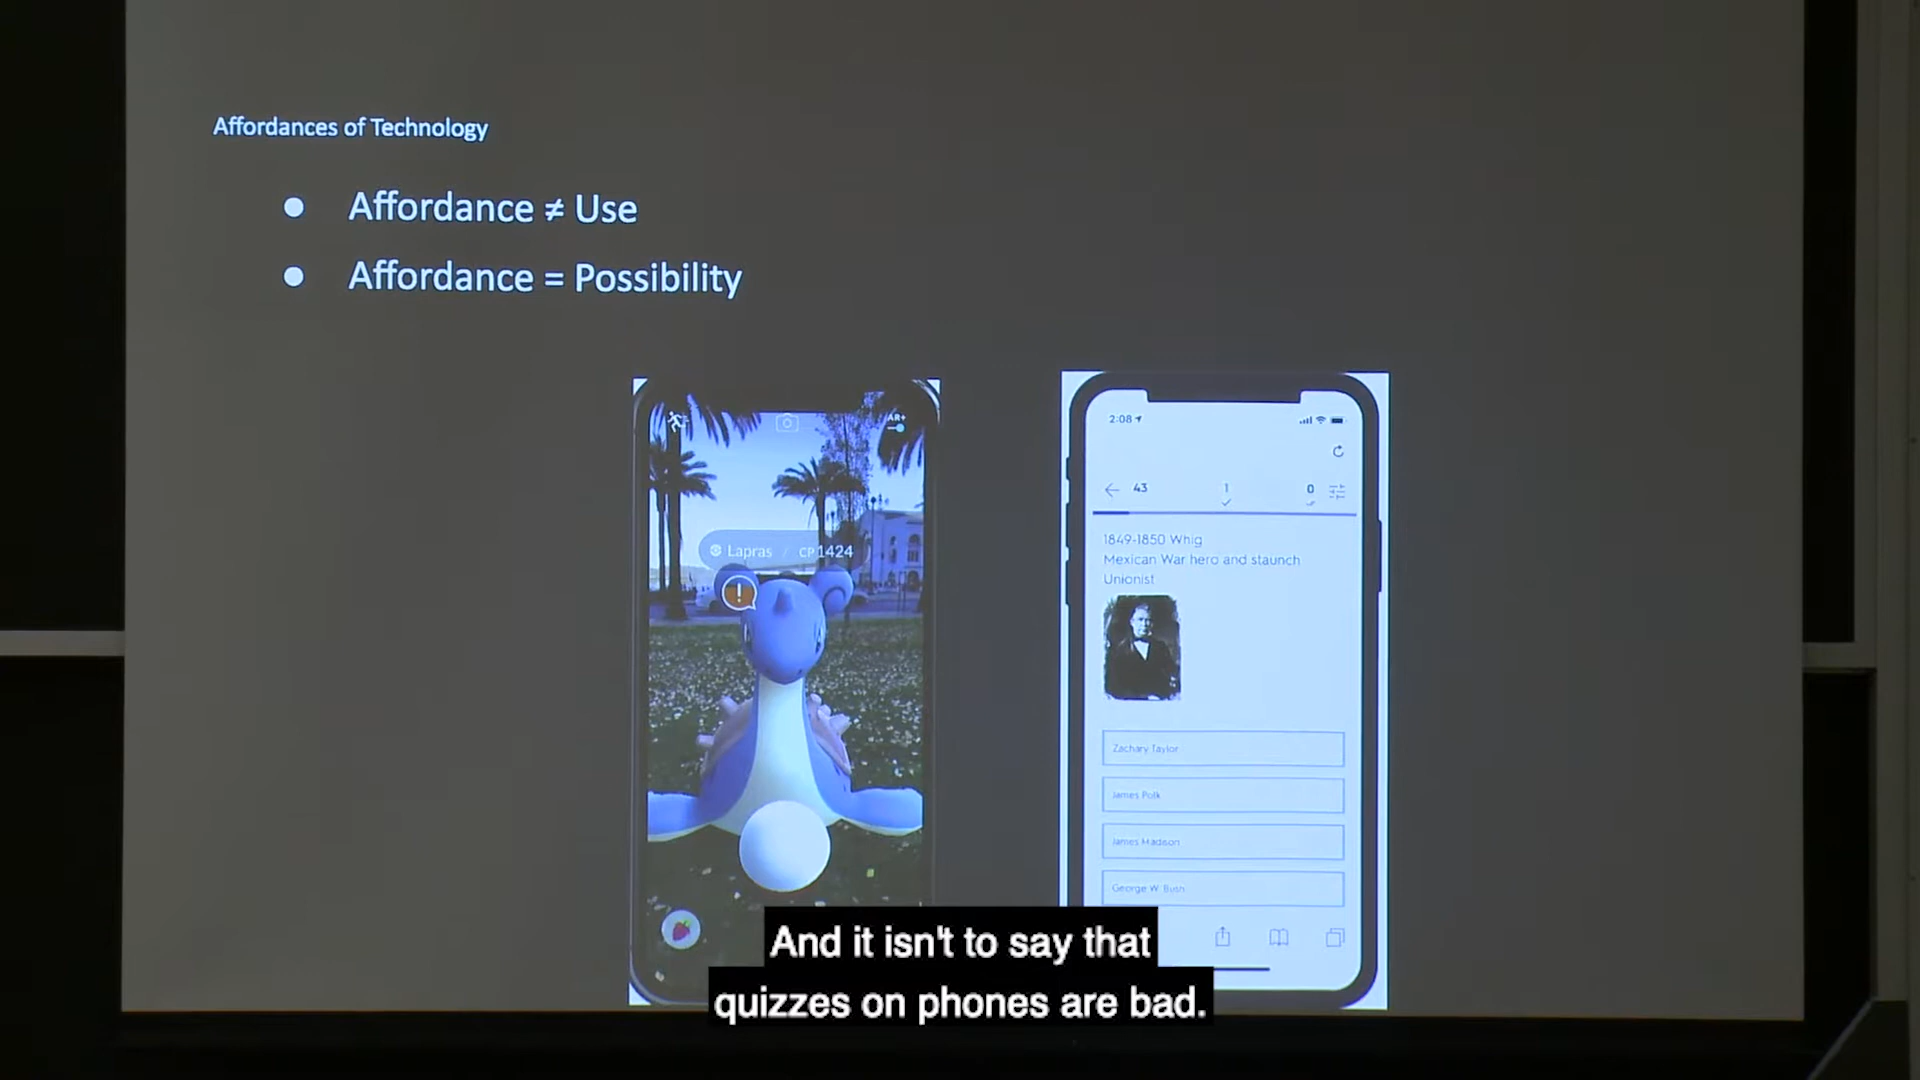 Affordances of Technology
● Affordance ≠ Use
● Affordance = Possibility
AR+
Lapras / CP1424
!
2:08
43 1 0
1849-1850 Whig
Mexican War hero and staunch
Unionist
Zachary Taylor
James Polk
James Madison
George W. Bush
And it isn't to say that
quizzes on phones are bad.